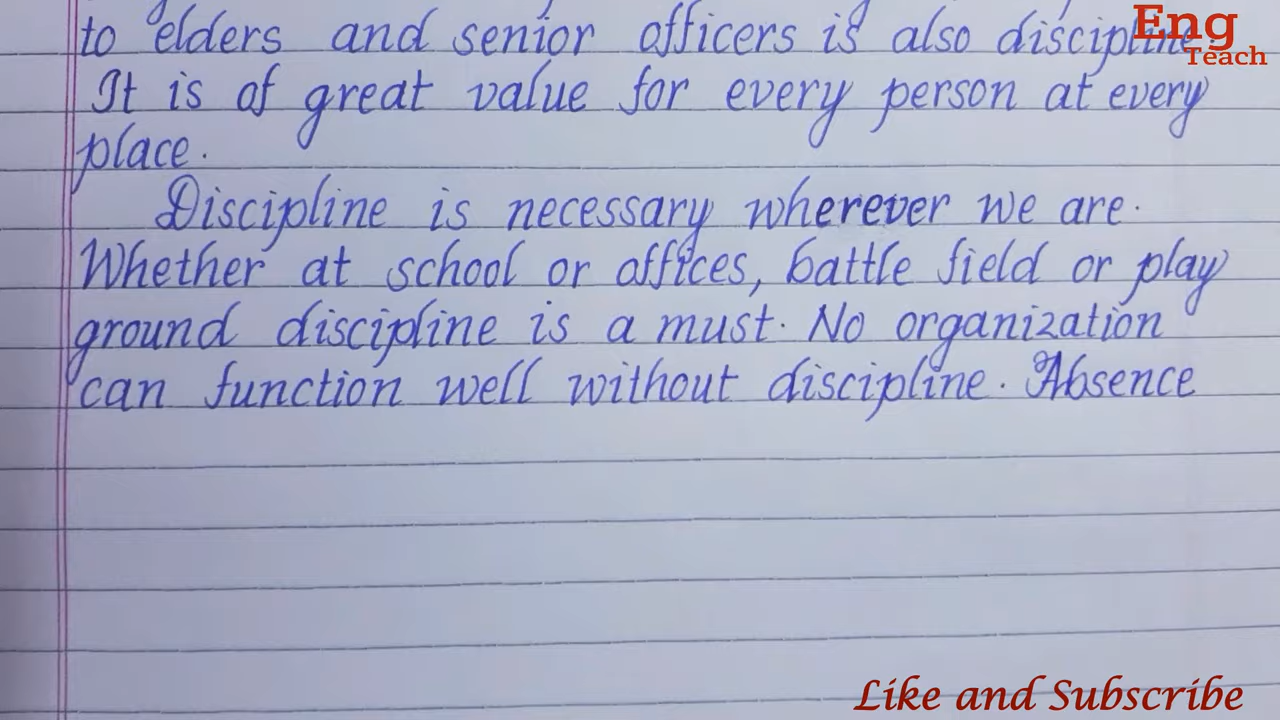 to elders and senior officers is also discipline.
Eng
Teach
It is of great value for every person at every
place.
Discipline is necessary wherever we are.
Whether at school or offices, battle field or play
ground discipline is a must. No organization
can function well without discipline. Absence
Like and Subscribe